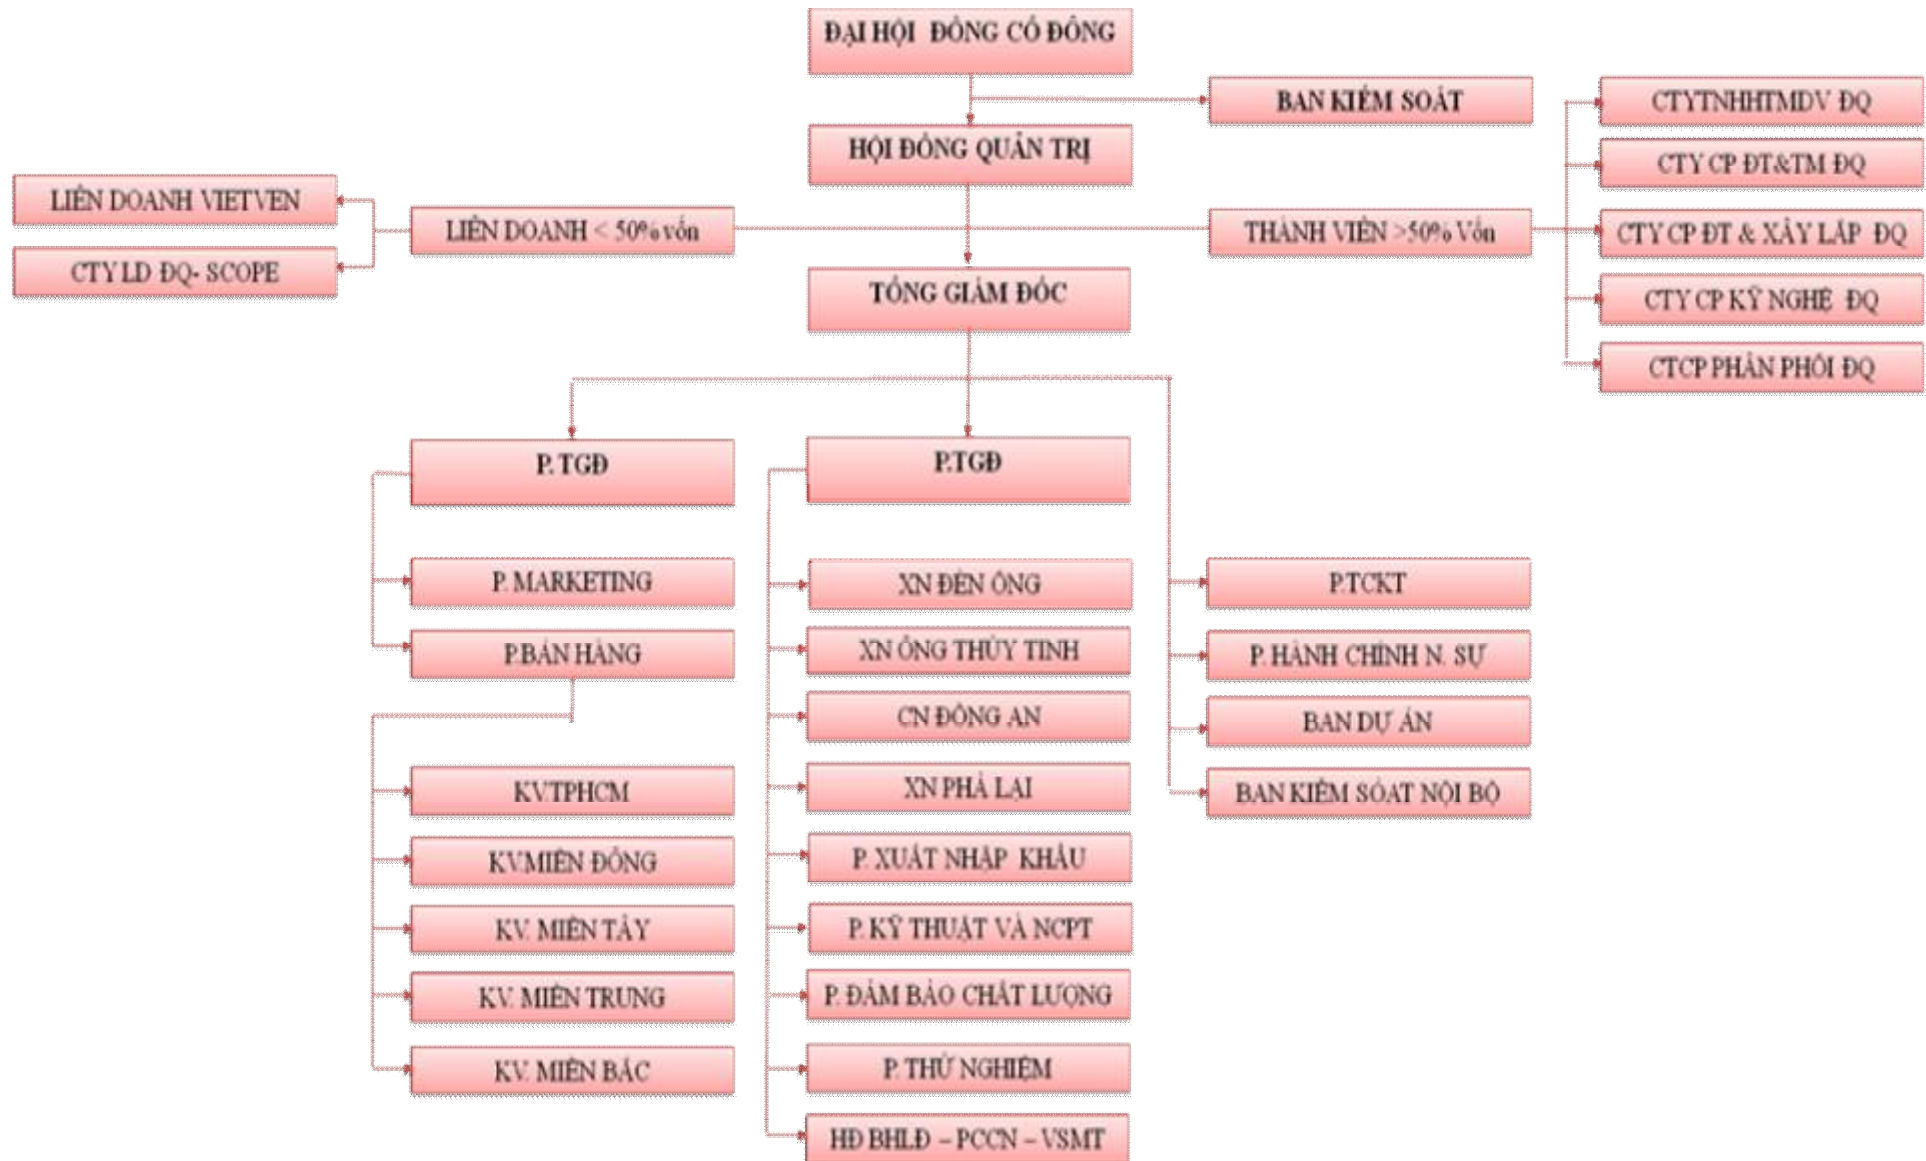 ĐẠI HỘI ĐỒNG CỔ ĐÔNG
BAN KIỂM SOÁT
HỘI ĐỒNG QUẢN TRỊ
LIÊN DOANH VIETVEN
CTY LD ĐQ- SCOPE
LIÊN DOANH < 50% vốn
THÀNH VIÊN >50% Vốn
CTYTNHHTMDV ĐQ
CTY CP ĐT&TM ĐQ
CTY CP ĐT & XÂY LẮP ĐQ
CTY CP KỸ NGHỆ ĐQ
CTCP PHÂN PHỐI ĐQ
TỔNG GIÁM ĐỐC
P. TGĐ
P. MARKETING
P.BÁN HÀNG
KV.TPHCM
KV.MIỀN ĐÔNG
KV. MIỀN TÂY
KV. MIỀN TRUNG
KV. MIỀN BẮC
P.TGĐ
XN ĐÈN ỐNG
XN ỐNG THỦY TINH
CN ĐỒNG AN
XN PHẢ LẠI
P. XUẤT NHẬP KHẨU
P. KỸ THUẬT VÀ NCPT
P. ĐẢM BẢO CHẤT LƯỢNG
P. THỬ NGHIỆM
HĐ BHLĐ – PCCN – VSMT
P.TCKT
P. HÀNH CHÍNH N. SỰ
BAN DỰ ÁN
BAN KIỂM SÓAT NỘI BỘ